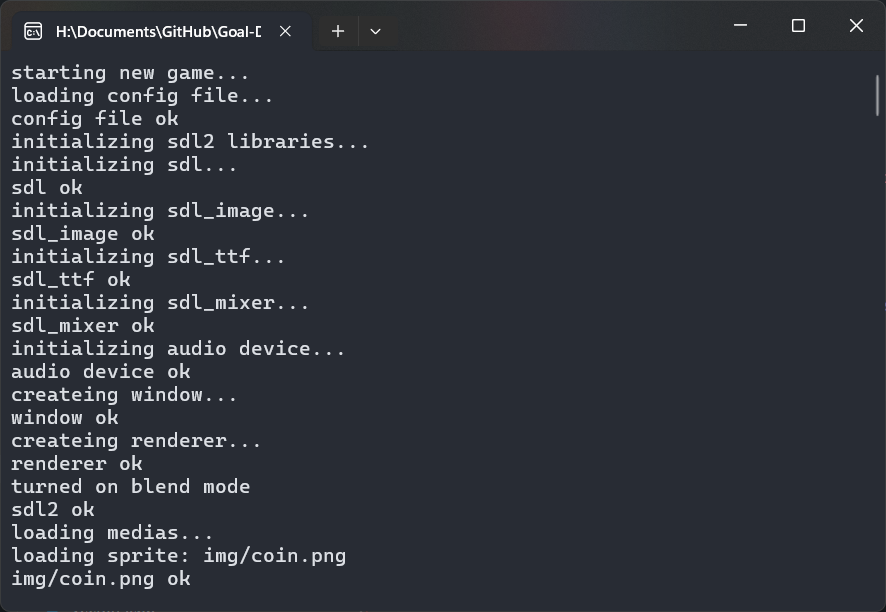 H:\Documents\GitHub\Goal-D
starting new game...
loading config file...
config file ok
initializing sdl2 libraries...
initializing sdl...
sdl ok
initializing sdl_image...
sdl_image ok
initializing sdl_ttf...
sdl_ttf ok
initializing sdl_mixer...
sdl_mixer ok
initializing audio device...
audio device ok
createing window...
window ok
createing renderer...
renderer ok
turned on blend mode
sdl2 ok
loading medias...
loading sprite: img/coin.png
img/coin.png ok